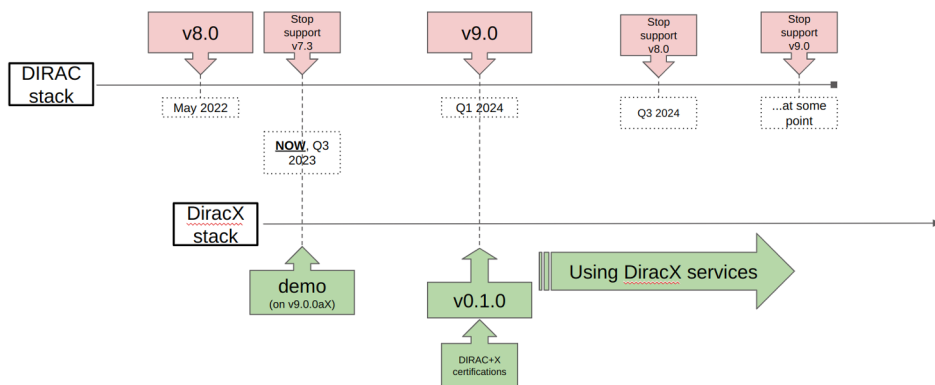 v8.0
Stop
support
v7.3
v9.0
Stop
support
v8.0
Stop
support
v9.0
DIRAC
stack
May 2022
Q1 2024
Q3 2024
...at some
point
NOW, Q3
2023
DiracX
stack
demo
(on v9.0.0aX)
v0.1.0
Using DiracX services
DIRAC+X
certifications